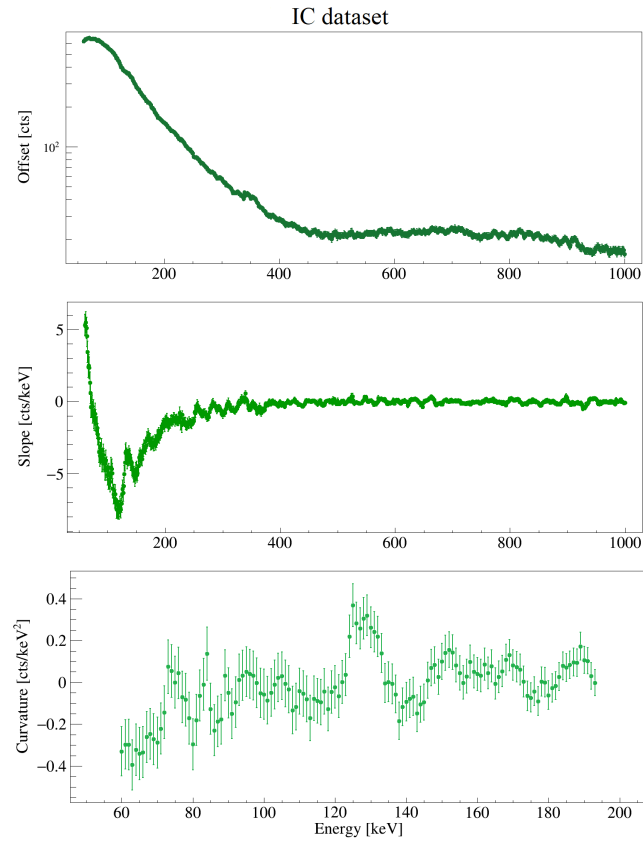 IC dataset
Offset [cts]
10²
200 400 600 800 1000
Slope [cts/keV]
5
0
−5
200 400 600 800 1000
Curvature [cts/keV²]
0.4
0.2
0
−0.2
−0.4
60 80 100 120 140 160 180 200
Energy [keV]